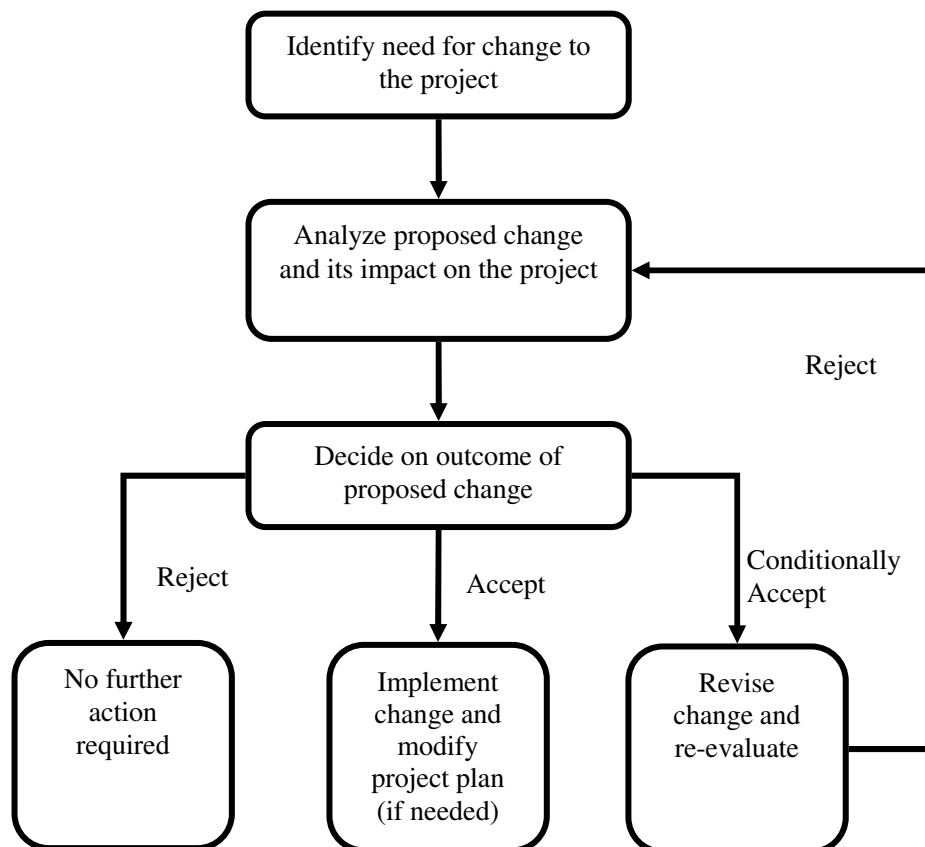 Identify need for change to
the project
Analyze proposed change
and its impact on the project
Reject
Decide on outcome of
proposed change
Reject
Accept
Conditionally
Accept
No further
action
required
Implement
change and
modify
project plan
(if needed)
Revise
change and
re-evaluate